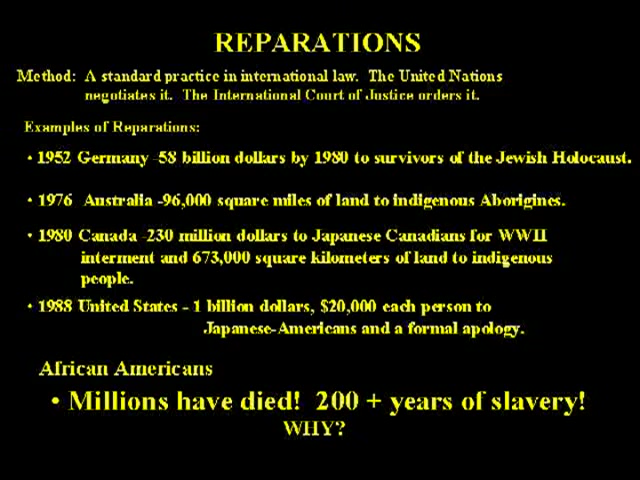 REPARATIONS
Method: A standard practice in international law. The United Nations
negotiates it. The International Court of Justice orders it.
Examples of Reparations:
• 1952 Germany -58 billion dollars by 1980 to survivors of the Jewish Holocaust.
• 1976 Australia -96,000 square miles of land to indigenous Aborigines.
• 1980 Canada -230 million dollars to Japanese Canadians for WWII
interment and 673,000 square kilometers of land to indigenous
people.
• 1988 United States - 1 billion dollars, $20,000 each person to
Japanese-Americans and a formal apology.
African Americans
• Millions have died! 200 + years of slavery!
WHY?